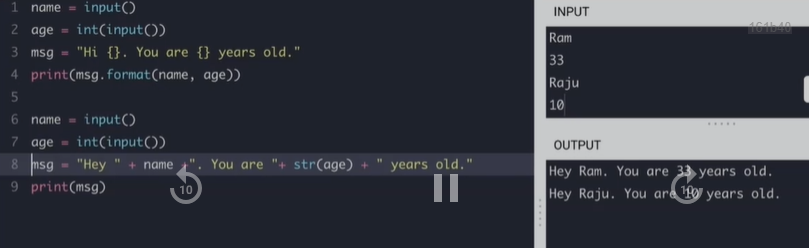 1 name = input()
2 age = int(input())
3 msg = "Hi {}. You are {} years old."
4 print(msg.format(name, age))
5
6 name = input()
7 age = int(input())
8 msg = "Hey " + name +". You are "+ str(age) + " years old."
9 print(msg)
10
INPUT
Ram
33
Raju
10
OUTPUT
Hey Ram. You are 33 years old.
Hey Raju. You are 10 years old.
10